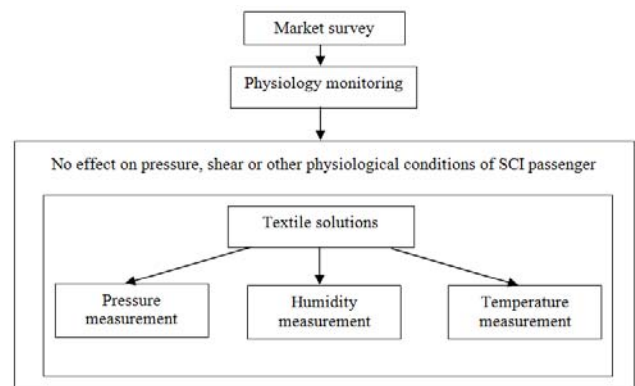 Market survey
Physiology monitoring
No effect on pressure, shear or other physiological conditions of SCI passenger
Textile solutions
Pressure
measurement
Humidity
measurement
Temperature
measurement